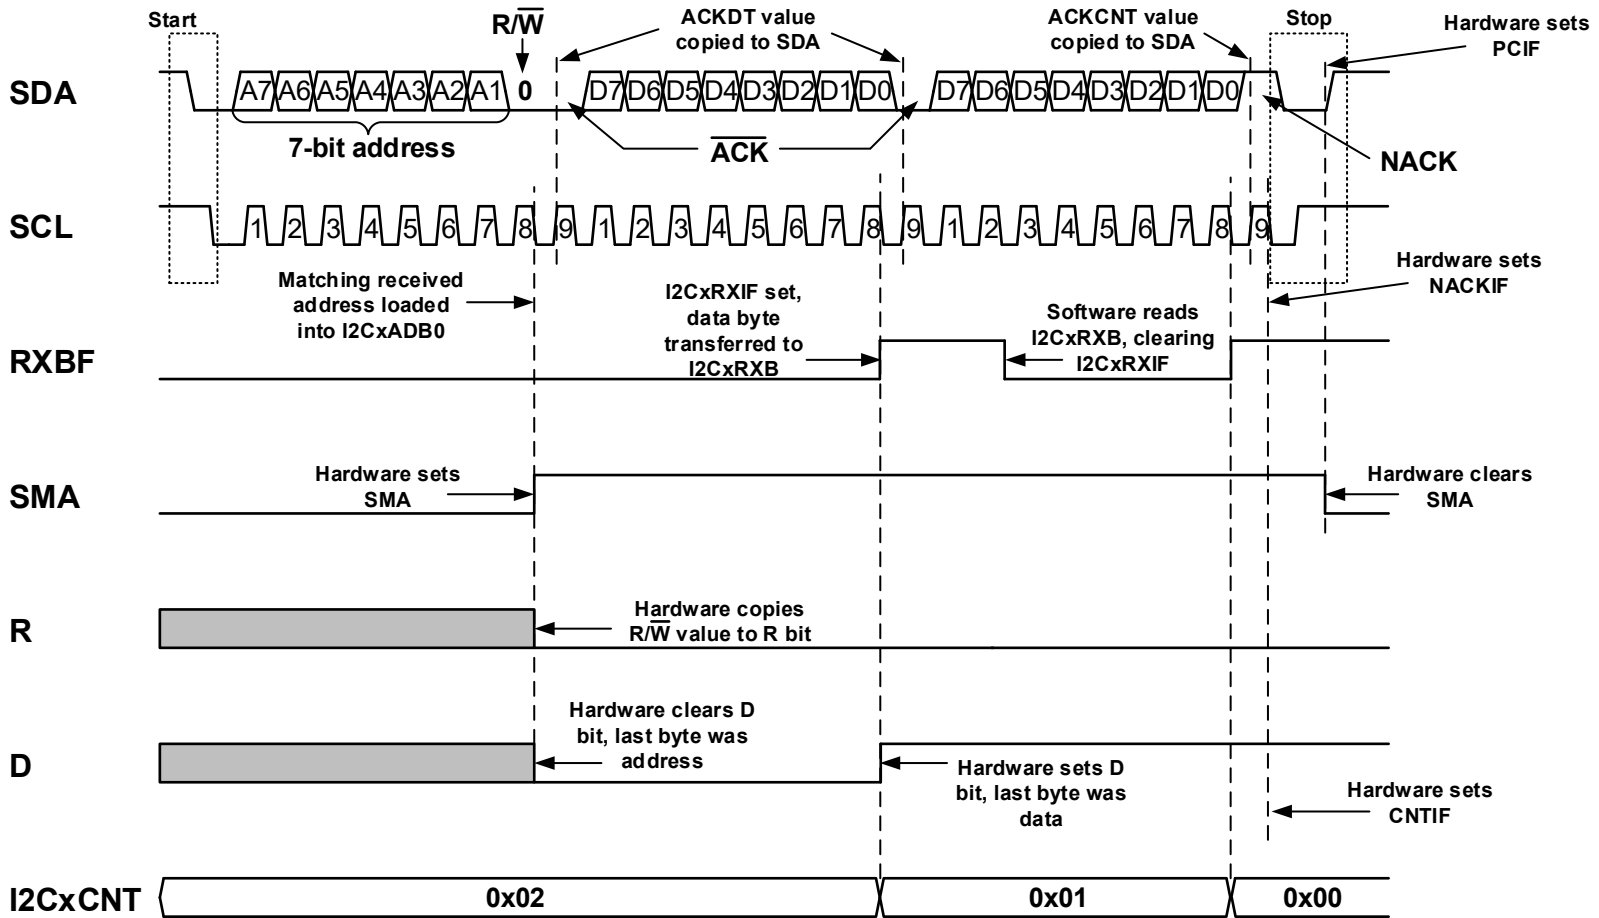 Start
R/W
ACKDT value
copied to SDA
ACKCNT value
copied to SDA
Stop
Hardware sets
PCIF
SDA
A7 A6 A5 A4 A3 A2 A1 0 D7 D6 D5 D4 D3 D2 D1 D0 D7 D6 D5 D4 D3 D2 D1 D0
7-bit address
ACK
NACK
SCL
1 2 3 4 5 6 7 8 9 1 2 3 4 5 6 7 8 9 1 2 3 4 5 6 7 8 9
Matching received
address loaded
into I2CxADB0
I2CxRXIF set,
data byte
transferred to
I2CxRXB
Software reads
I2CxRXB, clearing
I2CxRXIF
Hardware sets
NACKIF
RXBF
Hardware sets
SMA
Hardware clears
SMA
SMA
Hardware copies
R/W value to R bit
R
Hardware clears D
bit, last byte was
address
Hardware sets D
bit, last byte was
data
Hardware sets
CNTIF
D
I2CxCNT
0x02
0x01
0x00